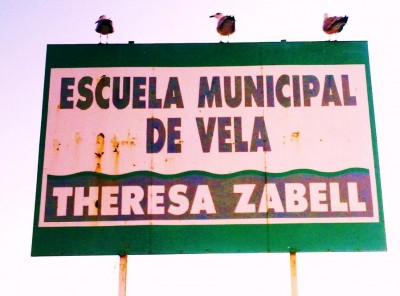 ESCUELA MUNICIPAL
DE VELA
THERESA ZABELL